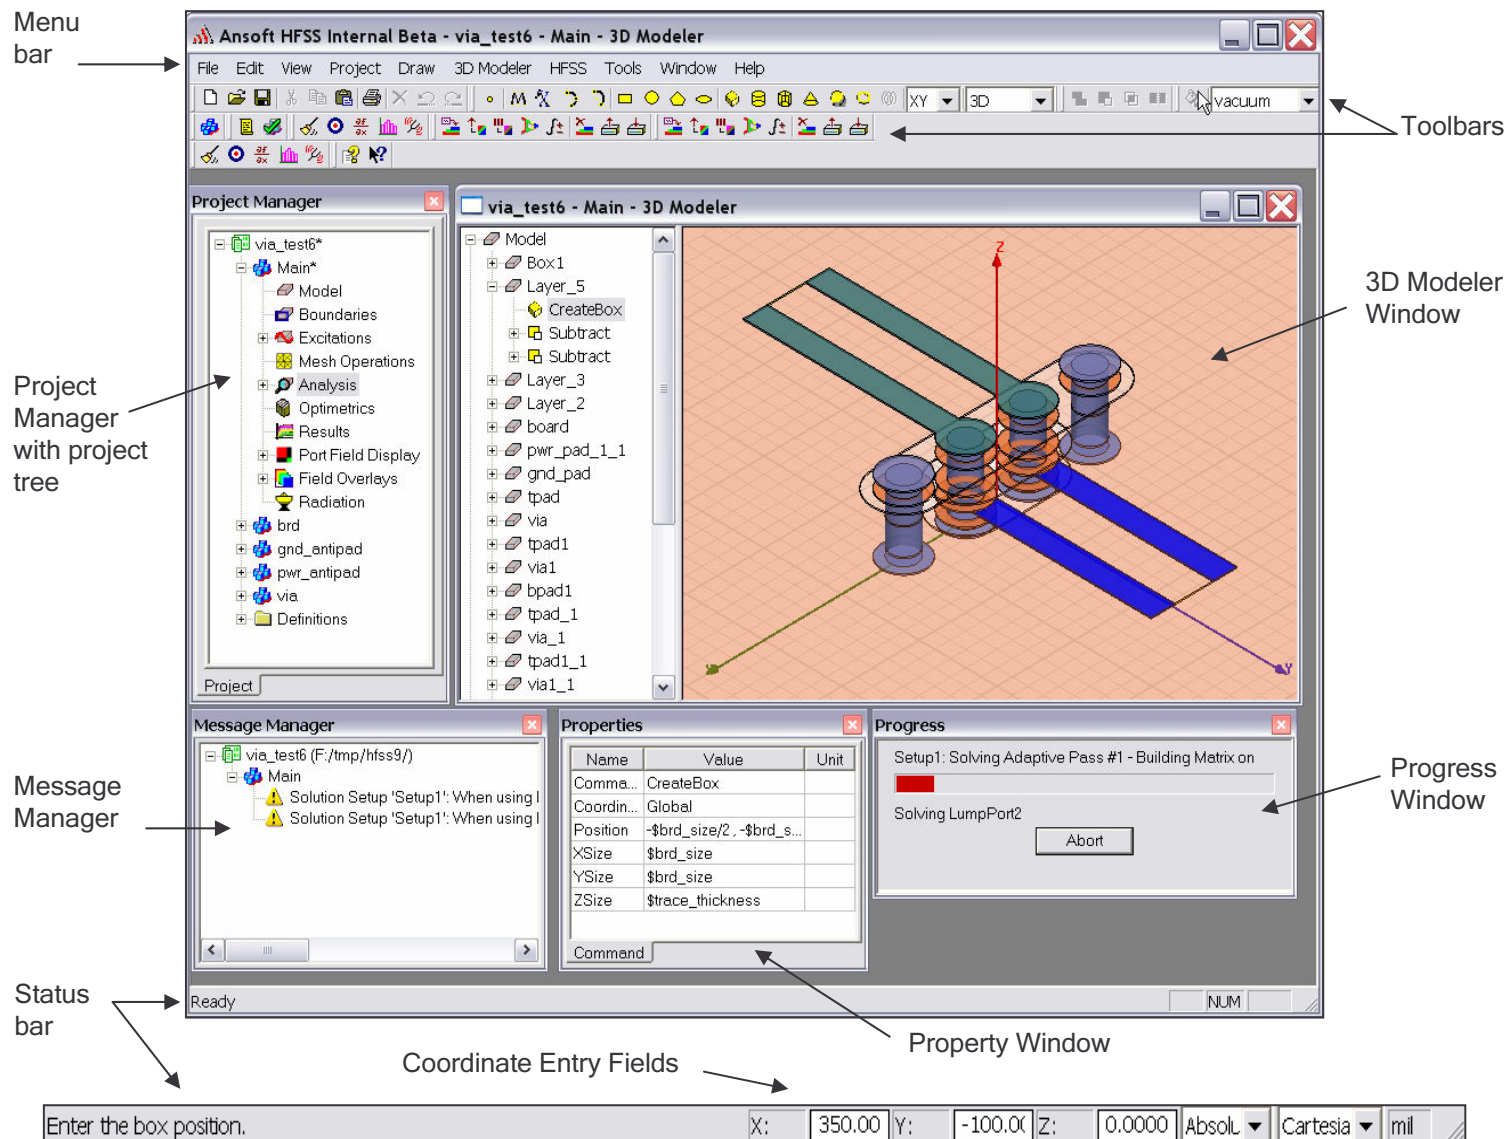 Menu
bar
Ansoft HFSS Internal Beta - via_test6 - Main - 3D Modeler
File Edit View Project Draw 3D Modeler HFSS Tools Window Help
XY 3D vacuum
Toolbars
Project Manager
via_test6*
Main*
Model
Boundaries
Excitations
Mesh Operations
Analysis
Optimetrics
Results
Port Field Display
Field Overlays
Radiation
brd
gnd_antipad
pwr_antipad
via
Definitions
Project
via_test6 - Main - 3D Modeler
Model
Box1
Layer_5
CreateBox
Subtract
Subtract
Layer_3
Layer_2
board
pwr_pad_1_1
gnd_pad
tpad
via
tpad1
via1
bpad1
tpad_1
via_1
tpad1_1
via1_1
Z
Y
3D Modeler
Window
Project
Manager
with project
tree
Message Manager
via_test6 (F:/tmp/hfss9/)
Main
Solution Setup 'Setup1': When using
Solution Setup 'Setup1': When using
Properties
Name Value Unit
Comma... CreateBox
Coordin... Global
Position -$brd_size/2 , -$brd_s...
XSize $brd_size
YSize $brd_size
ZSize $trace_thickness
Command
Progress
Setup1: Solving Adaptive Pass #1 - Building Matrix on
Solving LumpPort2
Abort
Message
Manager
Progress
Window
Status
bar
Ready
NUM
Property Window
Coordinate Entry Fields
Enter the box position.
X: 350.00 Y: -100.0( Z: 0.0000 Absolu Cartesia mil